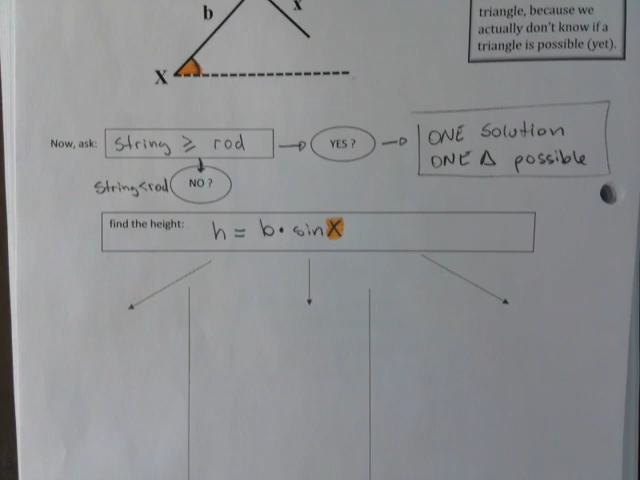 b
x
X
triangle, because we
actually don't know if a
triangle is possible (yet).
Now, ask: String ≥ rod
YES ?
ONE Solution
ONE Δ possible
String<rod
NO ?
find the height: h = b · sin X